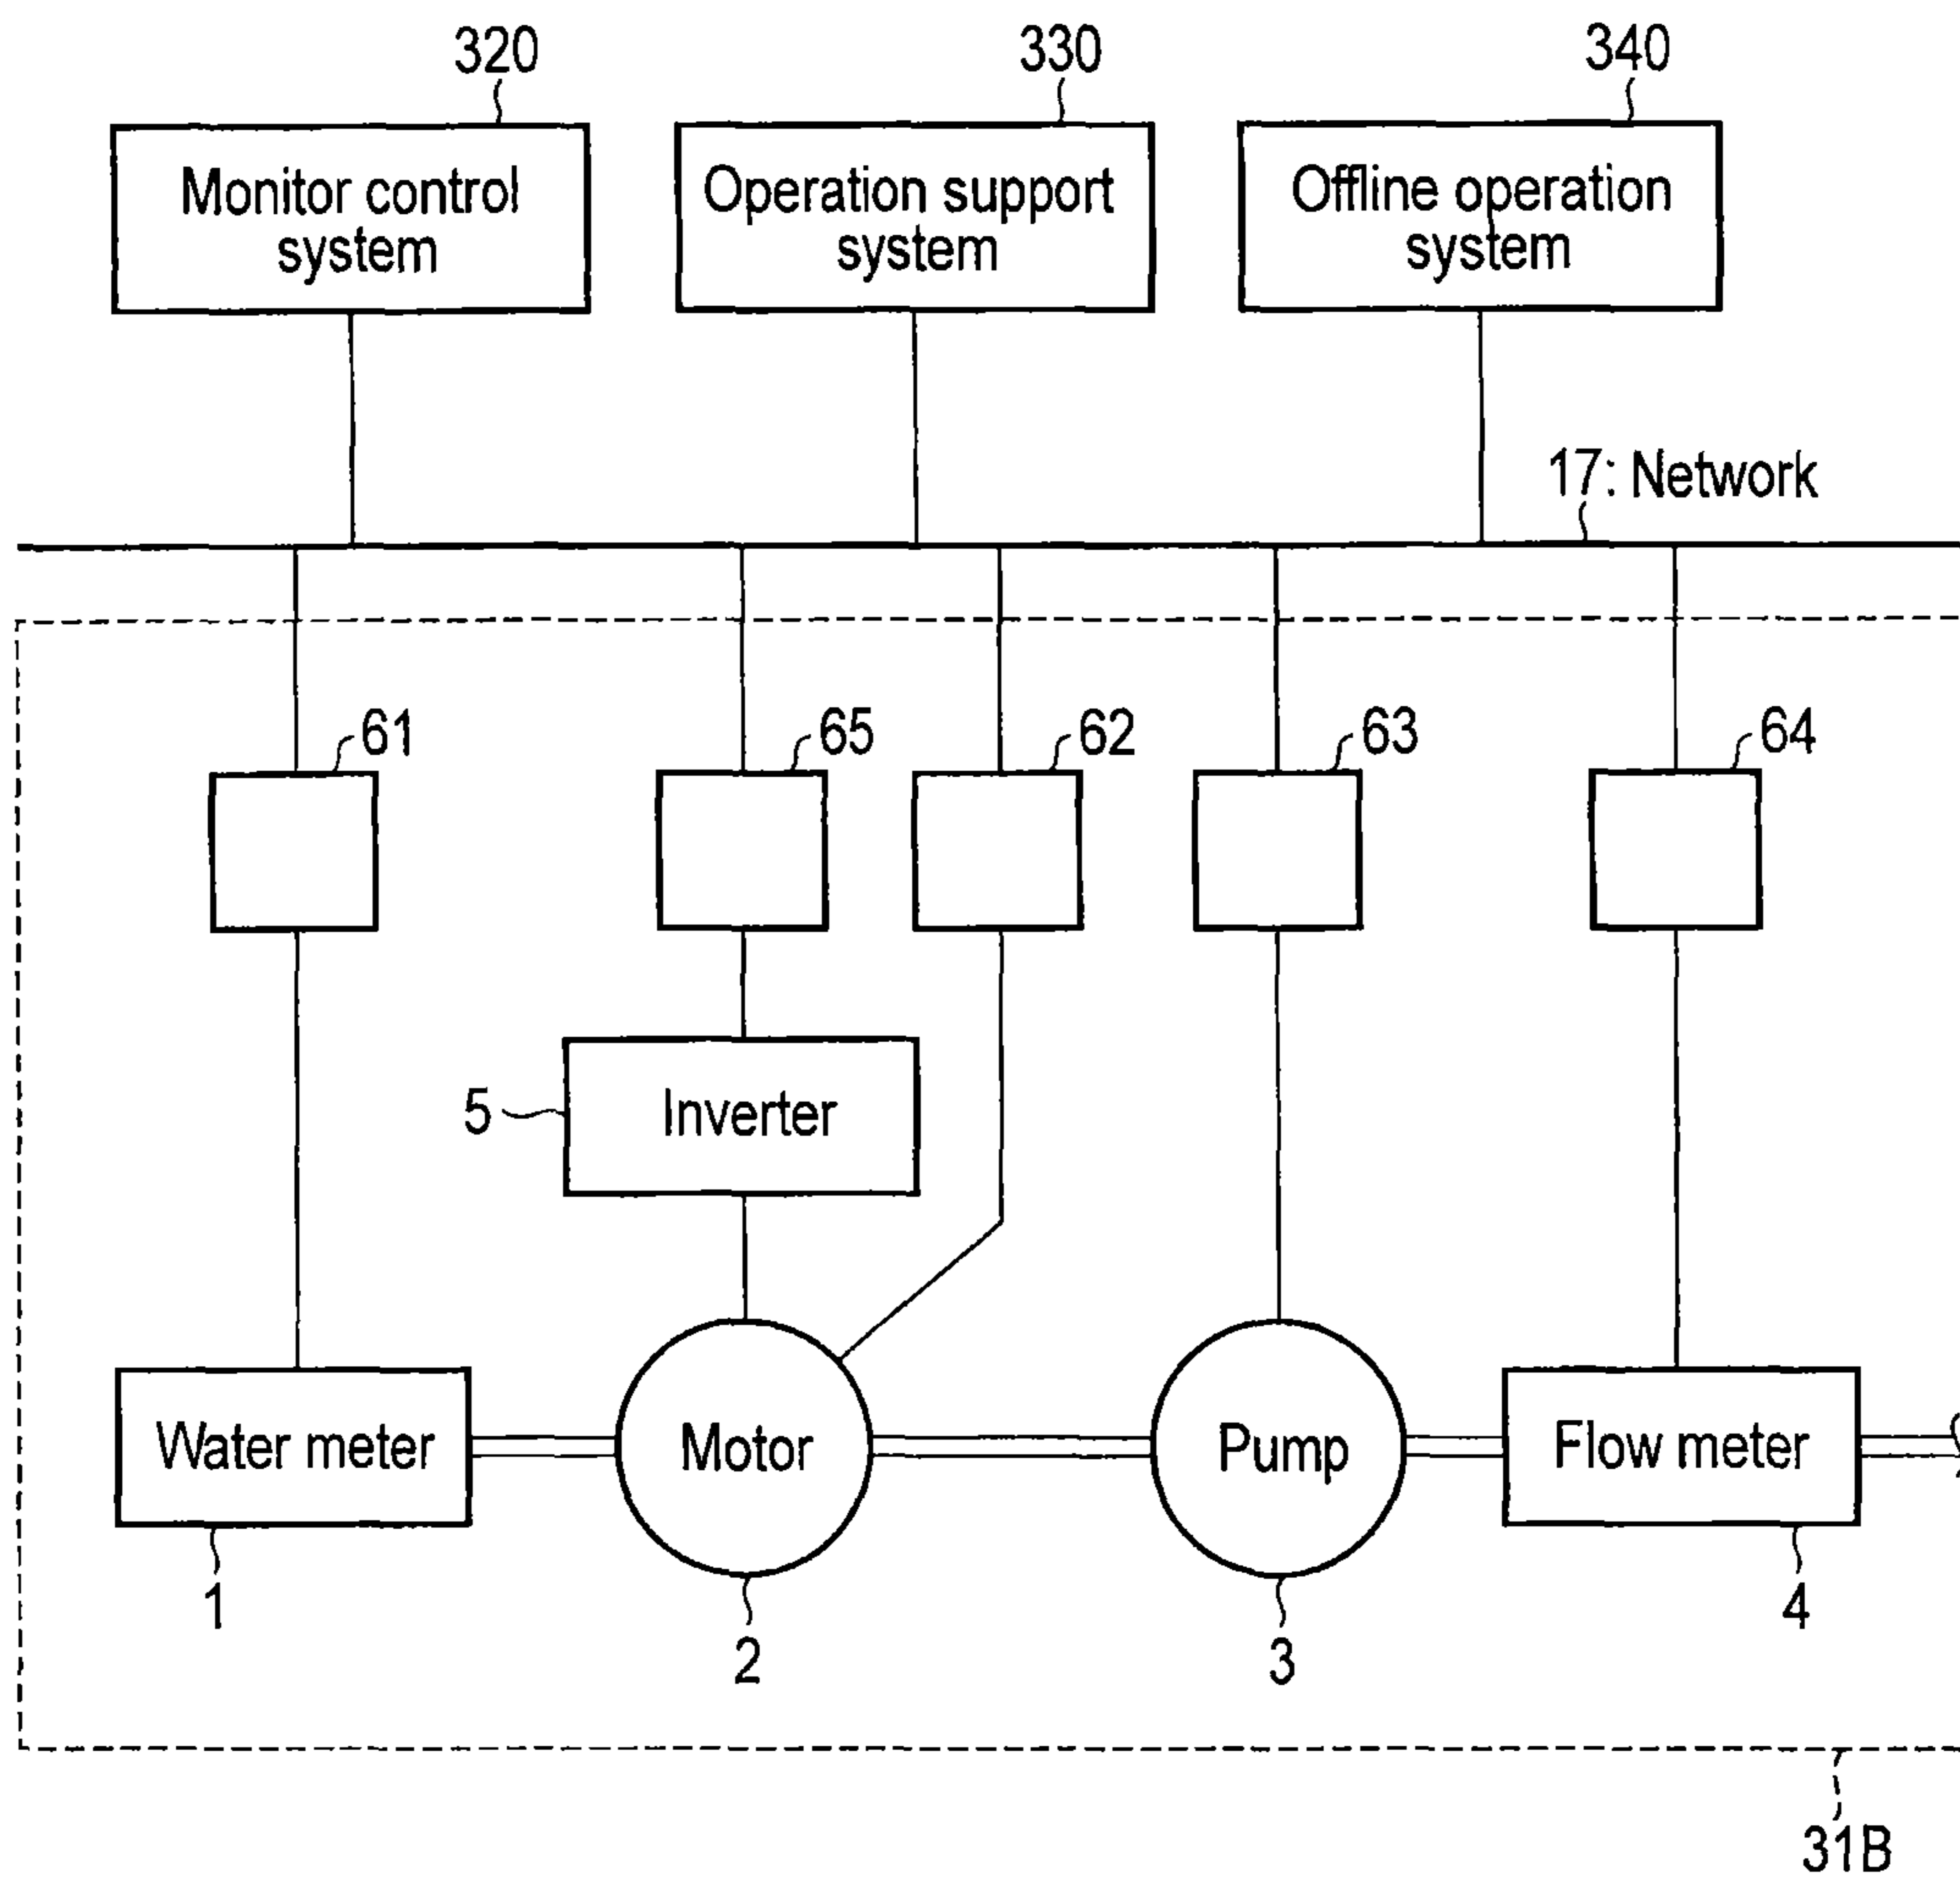 320
330
340
Monitor control
system
Operation support
system
Offline operation
system
17: Network
61
65
62
63
64
5
Inverter
Water meter
Motor
Pump
Flow meter
1
2
3
4
31B